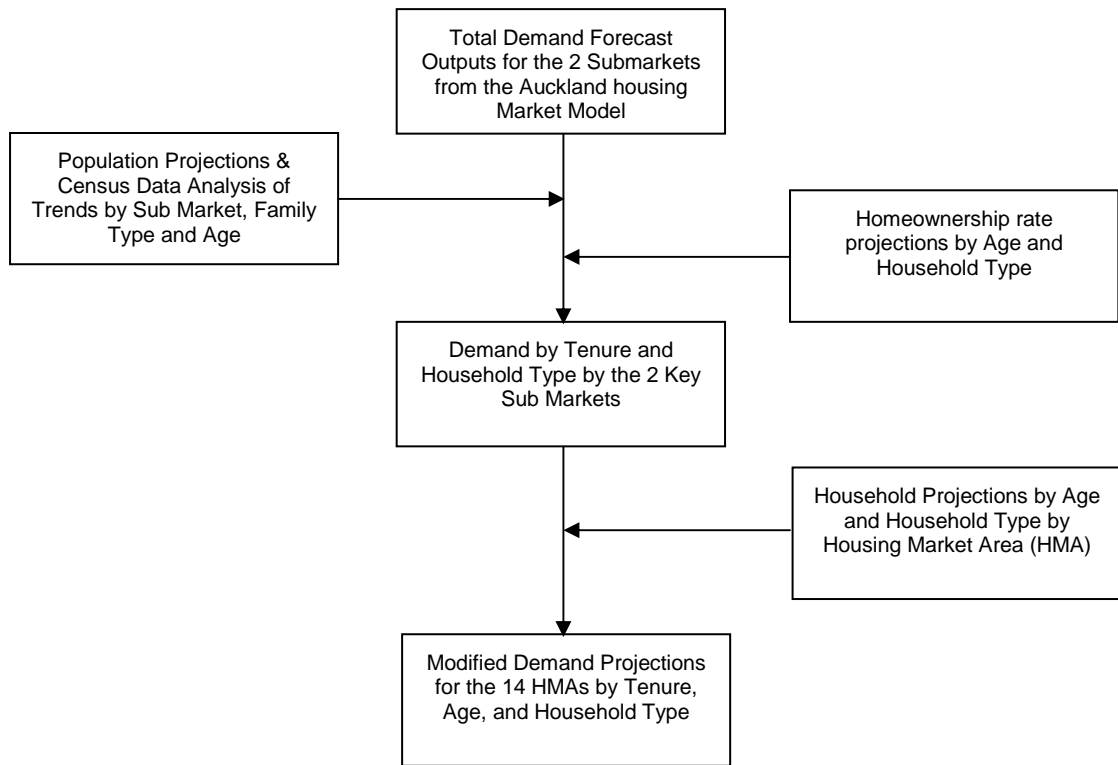 Total Demand Forecast
Outputs for the 2 Submarkets
from the Auckland housing
Market Model
Population Projections &
Census Data Analysis of
Trends by Sub Market, Family
Type and Age
Homeownership rate
projections by Age and
Household Type
Demand by Tenure and
Household Type by the 2 Key
Sub Markets
Household Projections by Age
and Household Type by
Housing Market Area (HMA)
Modified Demand Projections
for the 14 HMAs by Tenure,
Age, and Household Type